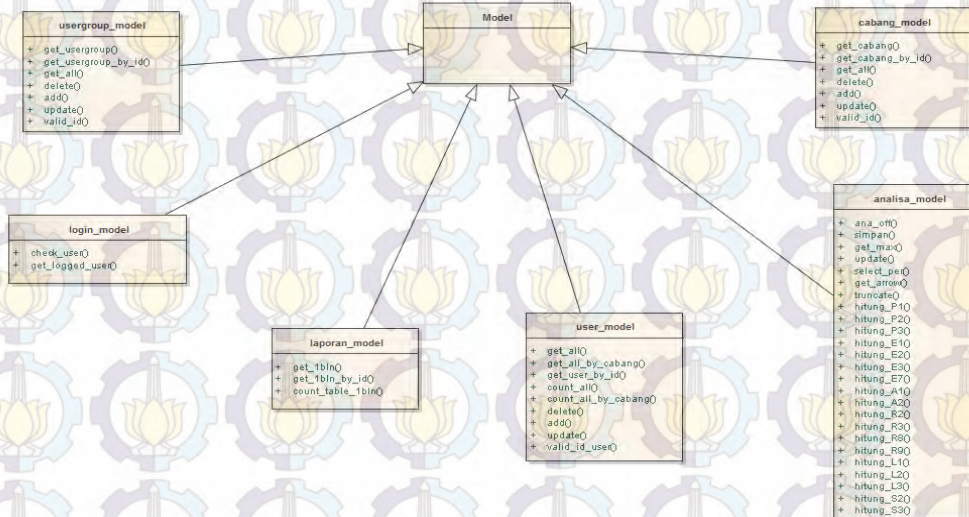 usergroup_model
+ get_usergroup()
+ get_usergroup_by_id()
+ get_all()
+ delete()
+ add()
+ update()
+ valid_id()
Model
cabang_model
+ get_cabang()
+ get_cabang_by_id()
+ get_all()
+ delete()
+ add()
+ update()
+ valid_id()
login_model
+ check_user()
+ get_logged_user()
laporan_model
+ get_1bln()
+ get_1bln_by_id()
+ count_table_1bln()
user_model
+ get_all()
+ get_all_by_cabang()
+ get_user_by_id()
+ count_all()
+ count_all_by_cabang()
+ delete()
+ add()
+ update()
+ valid_id_user()
analisa_model
+ ana_off()
+ simpan()
+ get_max()
+ update()
+ select_per()
+ get_arrow()
+ truncate()
+ hitung_P1()
+ hitung_P2()
+ hitung_P3()
+ hitung_E1()
+ hitung_E2()
+ hitung_E3()
+ hitung_E7()
+ hitung_A1()
+ hitung_A2()
+ hitung_R2()
+ hitung_R3()
+ hitung_R8()
+ hitung_R9()
+ hitung_L1()
+ hitung_L2()
+ hitung_L3()
+ hitung_S2()
+ hitung_S3()